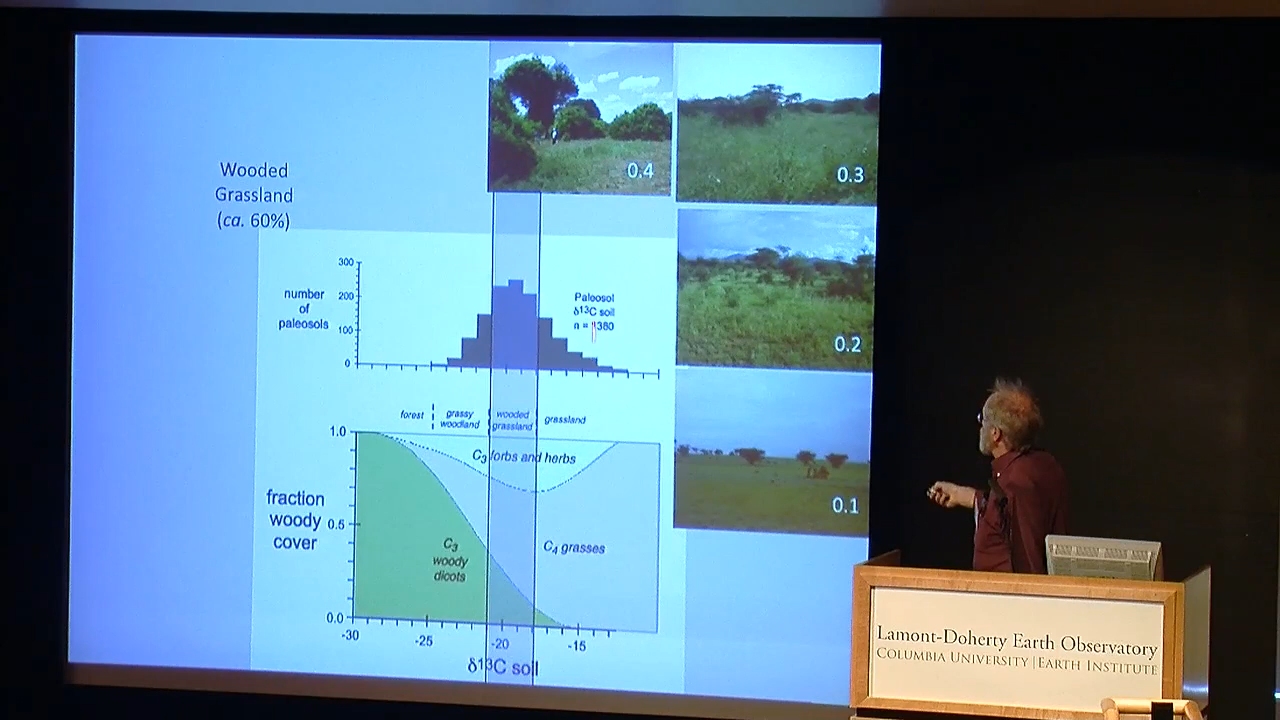 Wooded
Grassland
(ca. 60%)
0.4
0.3
0.2
0.1
300
200
100
0
number
of
paleosols
Paleosol
δ13C soil
n = 1380
forest
grassy
woodland
wooded
grassland
grassland
1.0
0.5
0.0
fraction
woody
cover
C3 forbs and herbs
C3
woody
dicots
C4 grasses
-30
-25
-20
-15
δ13C soil
Lamont-Doherty Earth Observatory
COLUMBIA UNIVERSITY | EARTH INSTITUTE